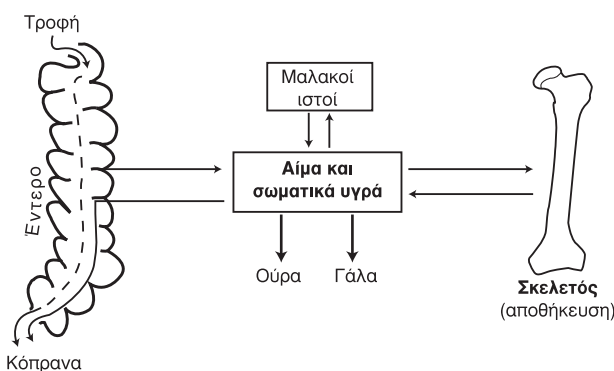 Τροφή
Μαλακοί
ιστοί
Έντερο
Αίμα και
σωματικά υγρά
Ούρα
Γάλα
Σκελετός
(αποθήκευση)
Κόπρανα